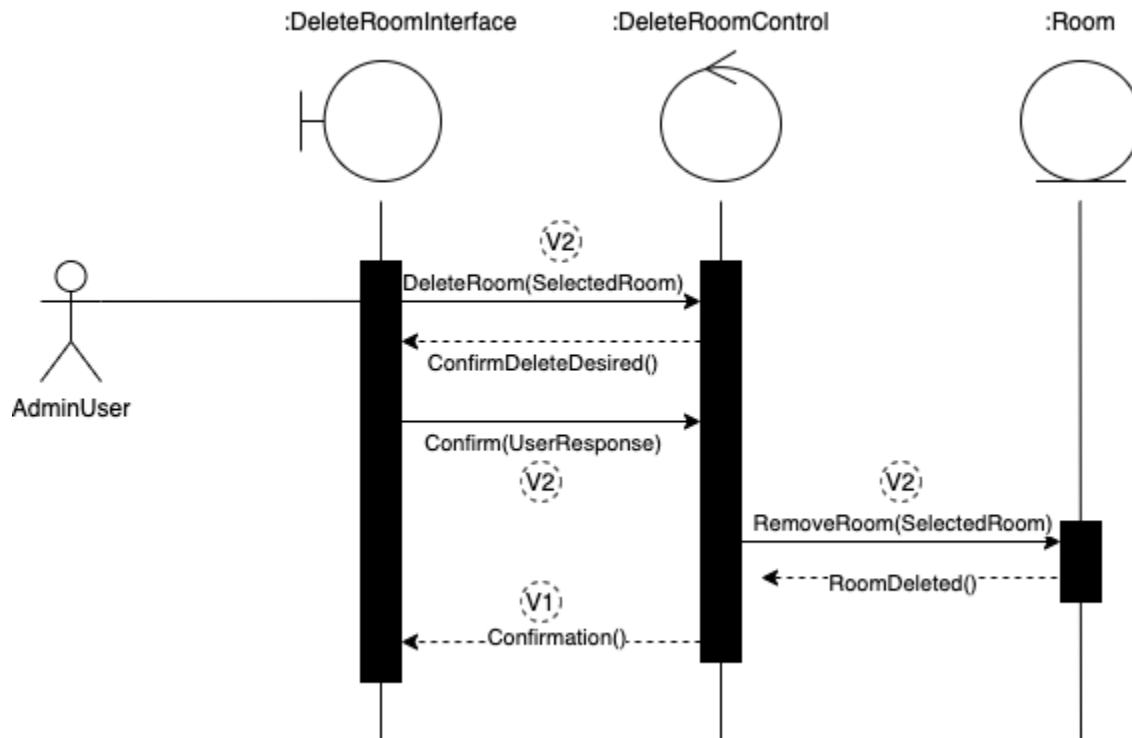 :DeleteRoomInterface
:DeleteRoomControl
:Room
V2
DeleteRoom(SelectedRoom)
ConfirmDeleteDesired()
AdminUser
Confirm(UserResponse)
V2
V2
RemoveRoom(SelectedRoom)
RoomDeleted()
V1
Confirmation()